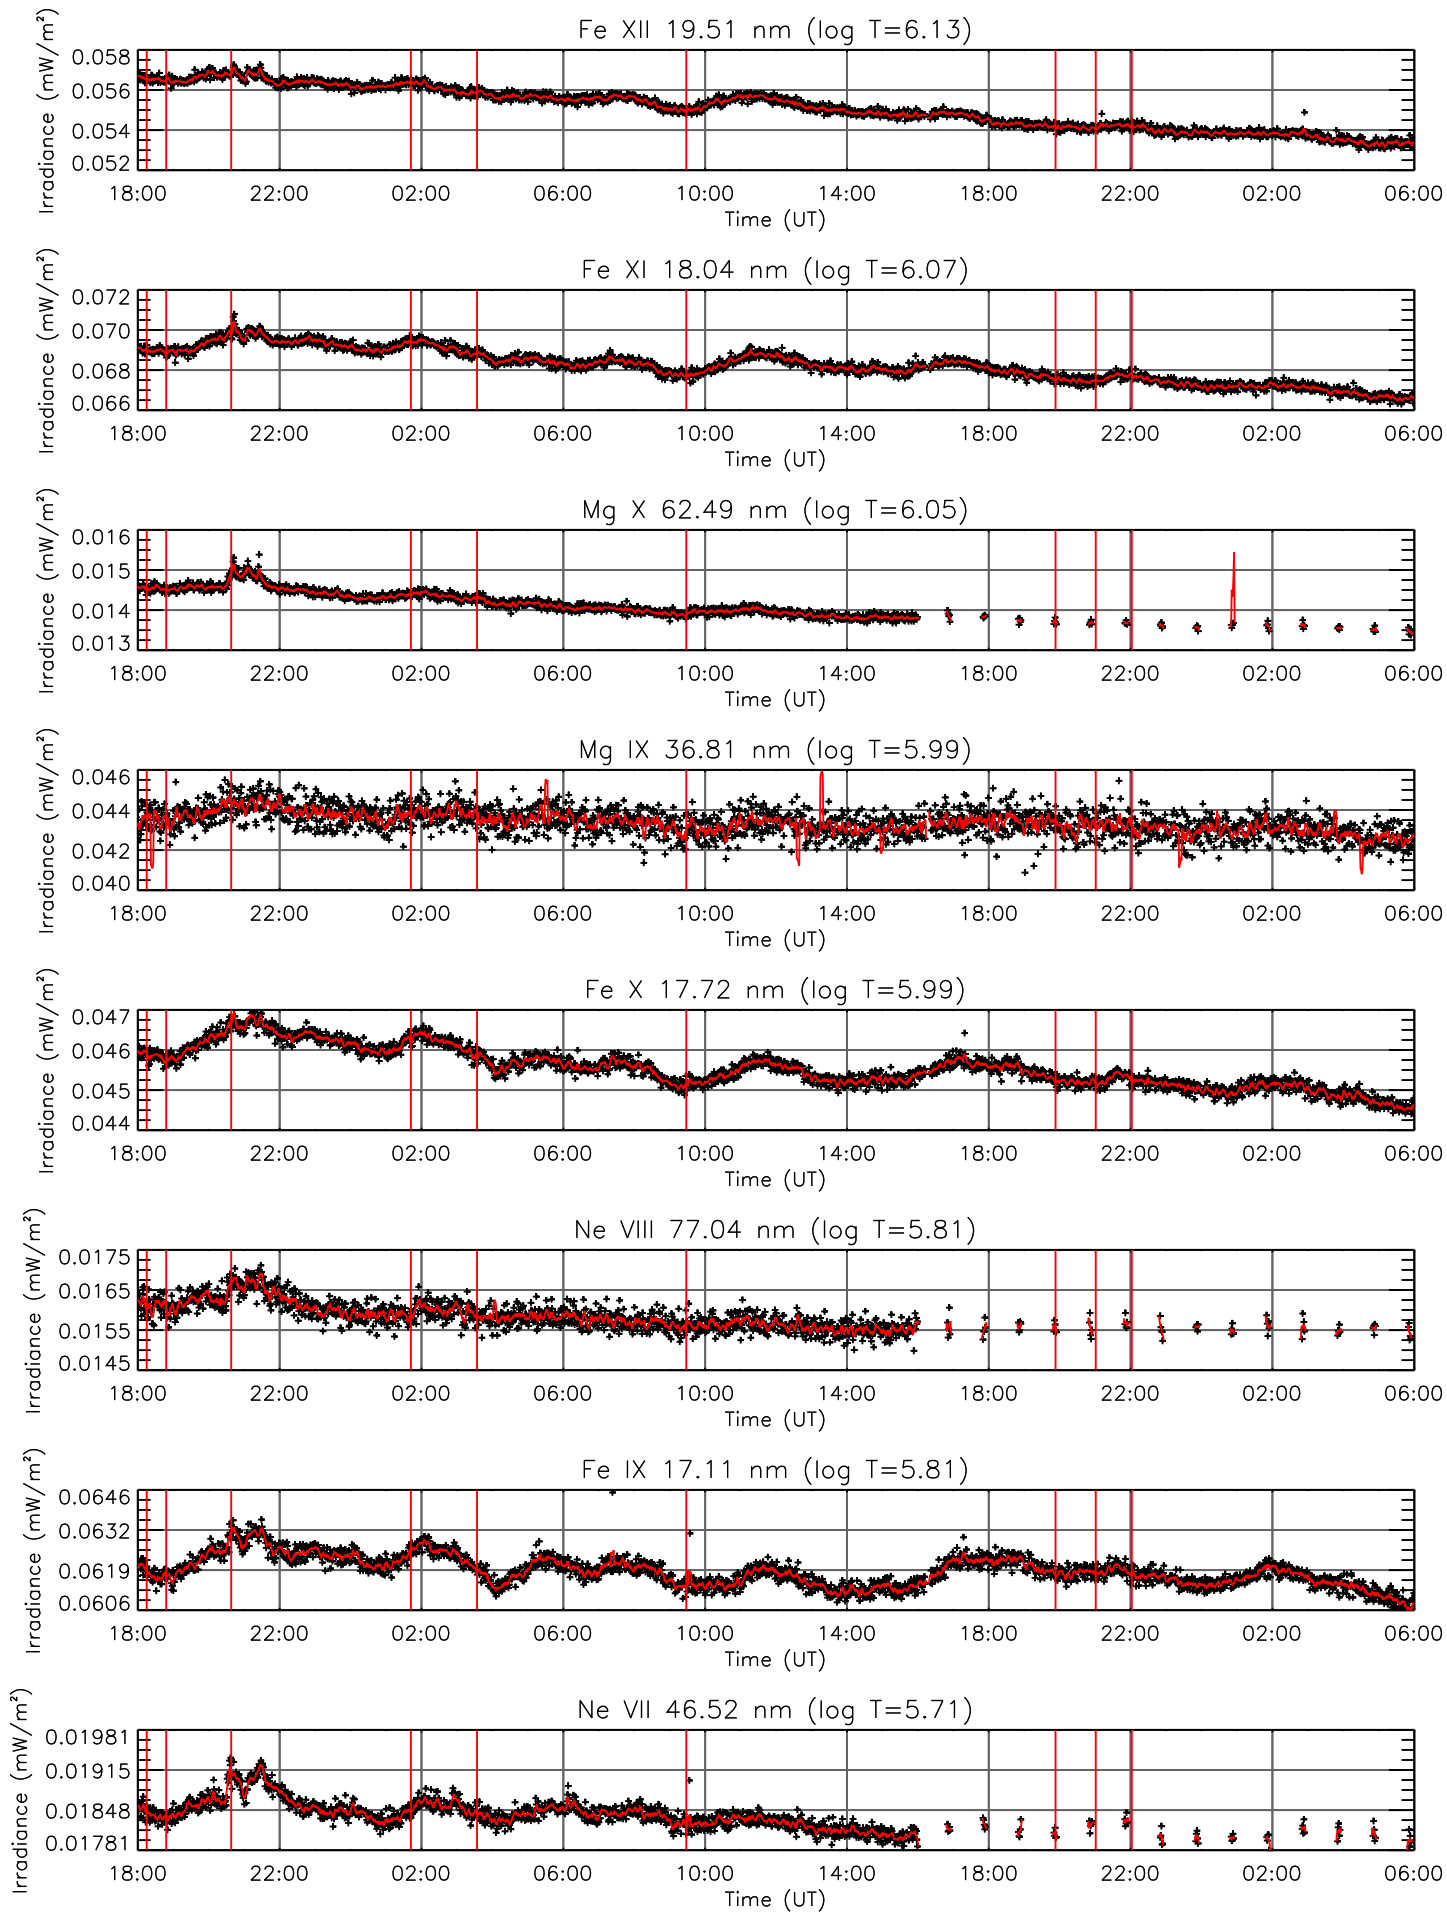 Fe XII 19.51 nm (log T=6.13)
Irradiance (mW/m²)
0.058
0.056
0.054
0.052
18:00 22:00 02:00 06:00 10:00 14:00 18:00 22:00 02:00 06:00
Time (UT)
Fe XI 18.04 nm (log T=6.07)
Irradiance (mW/m²)
0.072
0.070
0.068
0.066
18:00 22:00 02:00 06:00 10:00 14:00 18:00 22:00 02:00 06:00
Time (UT)
Mg X 62.49 nm (log T=6.05)
Irradiance (mW/m²)
0.016
0.015
0.014
0.013
18:00 22:00 02:00 06:00 10:00 14:00 18:00 22:00 02:00 06:00
Time (UT)
Mg IX 36.81 nm (log T=5.99)
Irradiance (mW/m²)
0.046
0.044
0.042
0.040
18:00 22:00 02:00 06:00 10:00 14:00 18:00 22:00 02:00 06:00
Time (UT)
Fe X 17.72 nm (log T=5.99)
Irradiance (mW/m²)
0.047
0.046
0.045
0.044
18:00 22:00 02:00 06:00 10:00 14:00 18:00 22:00 02:00 06:00
Time (UT)
Ne VIII 77.04 nm (log T=5.81)
Irradiance (mW/m²)
0.0175
0.0165
0.0155
0.0145
18:00 22:00 02:00 06:00 10:00 14:00 18:00 22:00 02:00 06:00
Time (UT)
Fe IX 17.11 nm (log T=5.81)
Irradiance (mW/m²)
0.0646
0.0632
0.0619
0.0606
18:00 22:00 02:00 06:00 10:00 14:00 18:00 22:00 02:00 06:00
Time (UT)
Ne VII 46.52 nm (log T=5.71)
Irradiance (mW/m²)
0.01981
0.01915
0.01848
0.01781
18:00 22:00 02:00 06:00 10:00 14:00 18:00 22:00 02:00 06:00
Time (UT)